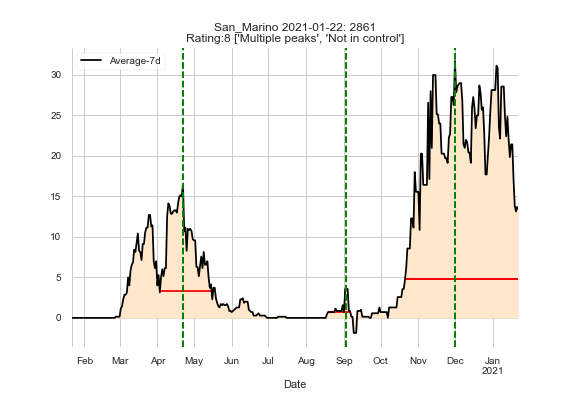 San_Marino 2021-01-22: 2861
Rating:8 ['Multiple peaks', 'Not in control']
Average-7d
30
25
20
15
10
5
0
Feb Mar Apr May Jun Jul Aug Sep Oct Nov Dec Jan
2021
Date